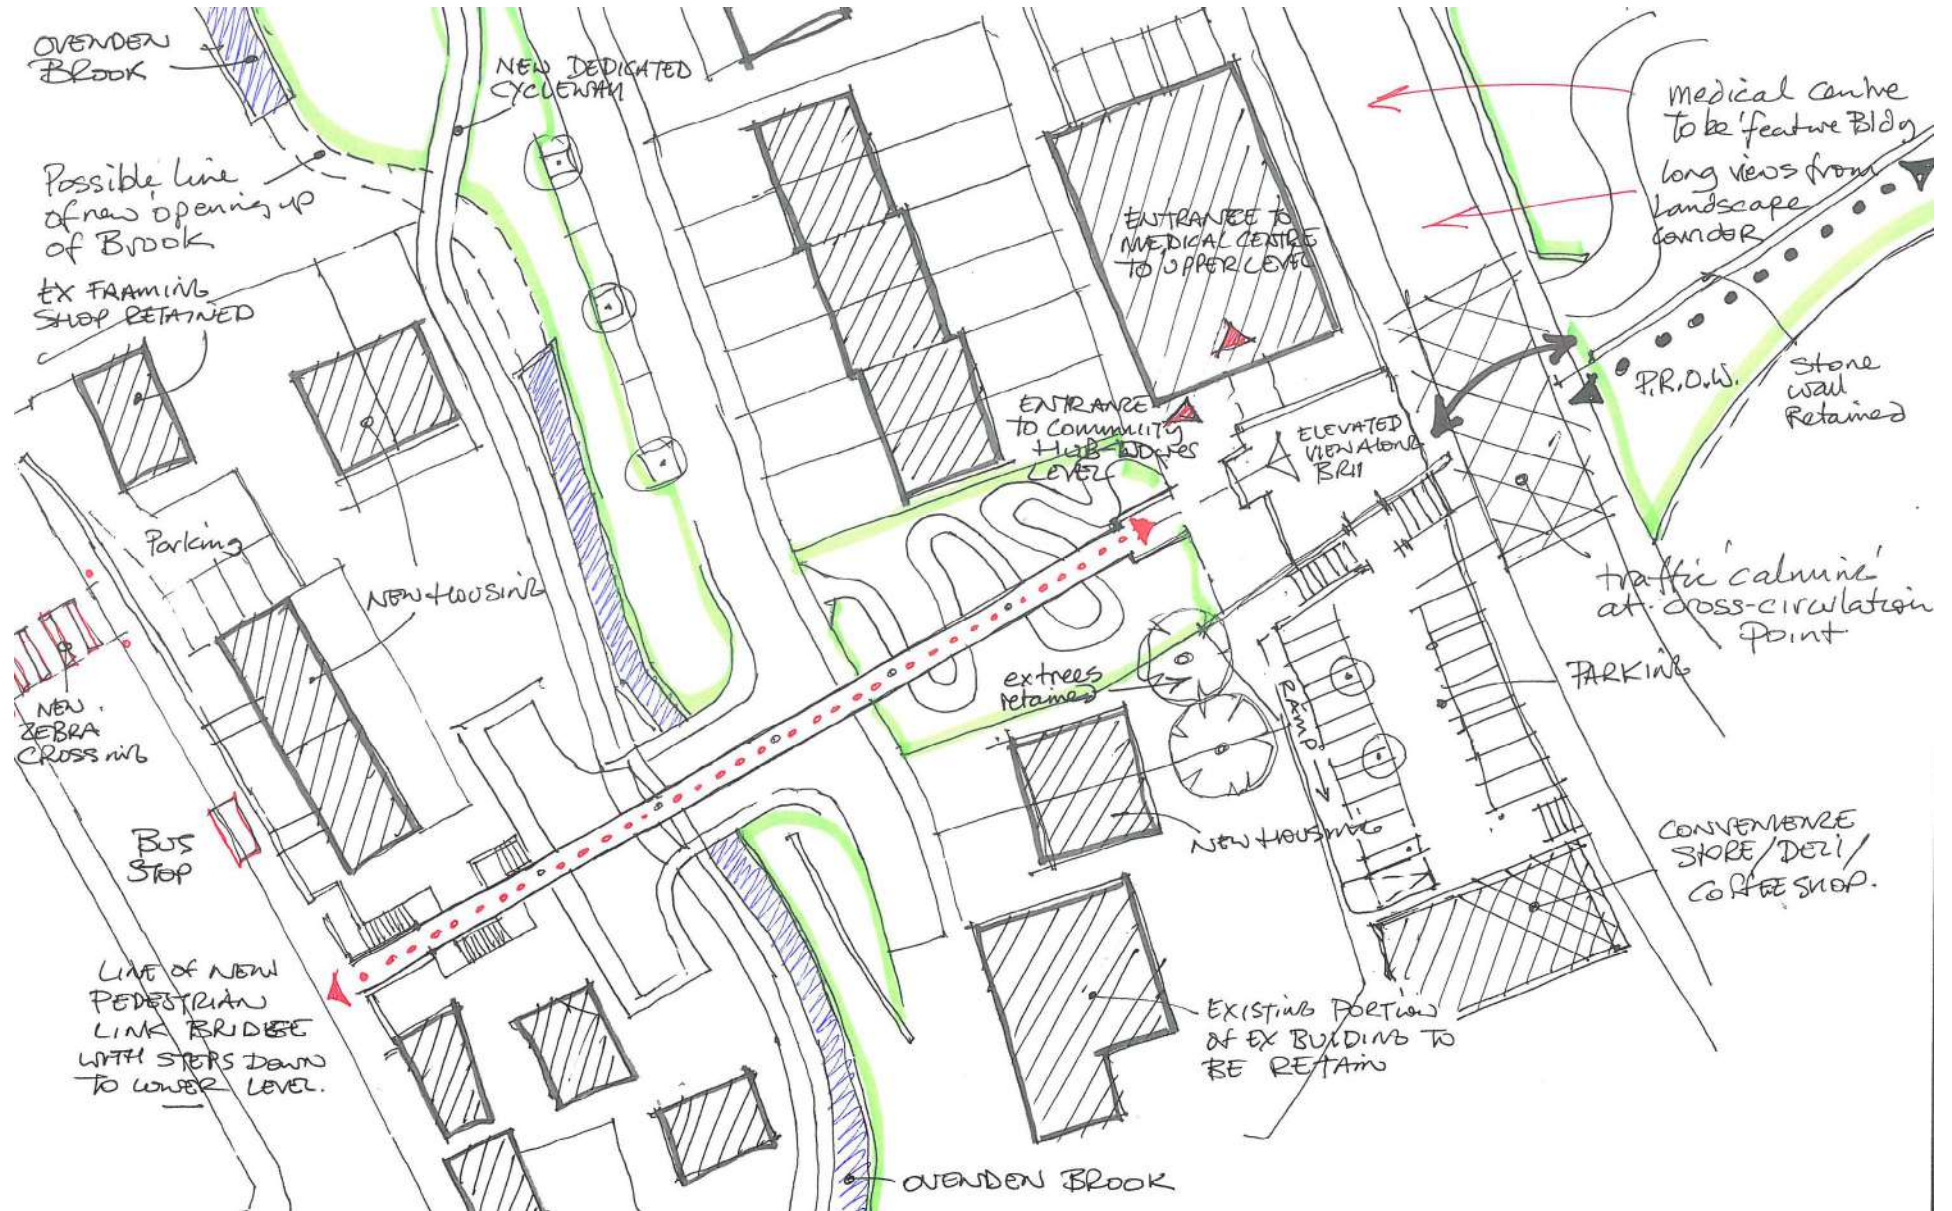 OVENDEN
BROOK
NEW DEDICATED
CYCLEWAY
Possible line
of new 'opening up
of Brook
EX FRAMING
SHOP RETAINED
medical centre
to be 'feature Bldg
long views from
landscape
corridor
ENTRANCE TO
MEDICAL CENTRE
TO UPPER LEVEL
ENTRANCE
TO COMMUNITY
HUB
LEVEL
ELEVATED
VIEW ALONG
P.R.O.W.
Stone
wall
Retained
Parking
NEW HOUSING
traffic 'calming'
at cross-circulation
Point
PARKING
ex trees
retained
RAMP
NEW
ZEBRA
CROSSING
BUS
STOP
NEW HOUSING
CONVENIENCE
STORE/DELI/
COFFEE SHOP.
LINE OF NEW
PEDESTRIAN
LINK BRIDGE
WITH STEPS DOWN
TO LOWER LEVEL.
EXISTING PORTION
OF EX BUILDING TO
BE RETAIN
OVENDEN BROOK